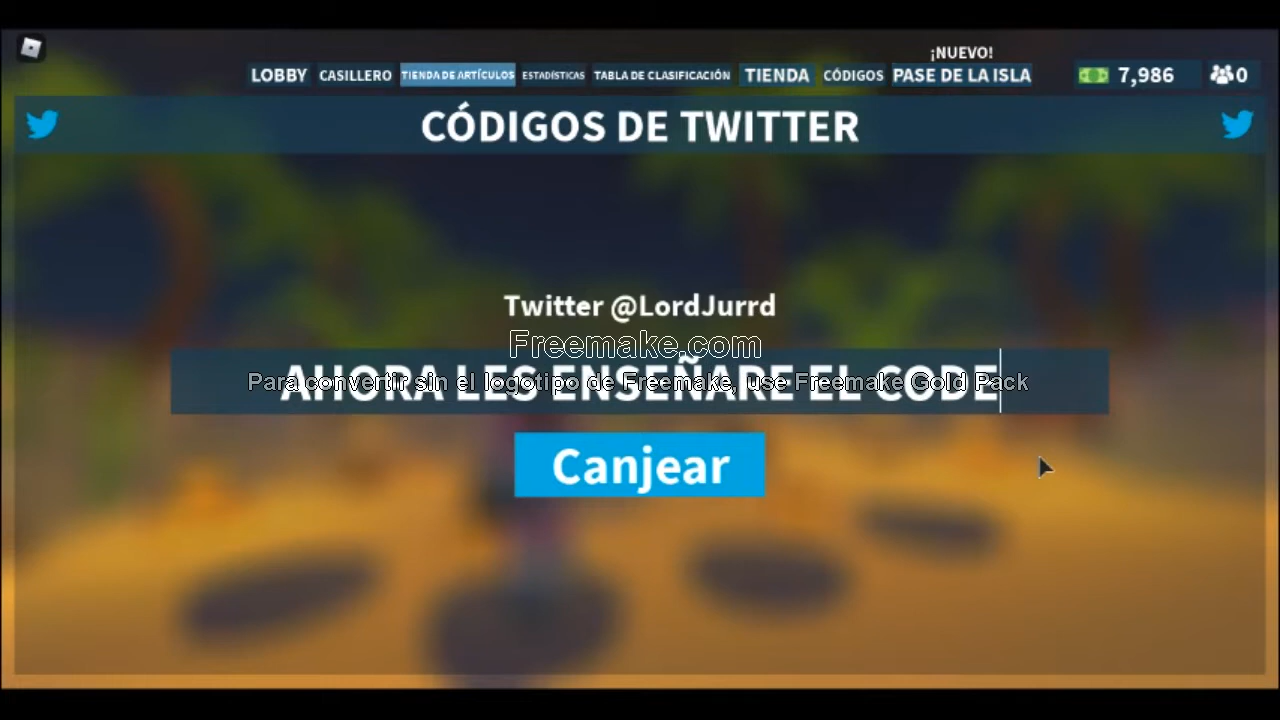 ¡NUEVO!
LOBBY CASILLERO TIENDA DE ARTÍCULOS ESTADÍSTICAS TABLA DE CLASIFICACIÓN TIENDA CÓDIGOS PASE DE LA ISLA 7,986 0
CÓDIGOS DE TWITTER
Twitter @LordJurrd
Freemake.com
AHORA LES ENSEÑARE EL CODE
Para convertir sin el logotipo de Freemake, use Freemake Gold Pack
Canjear